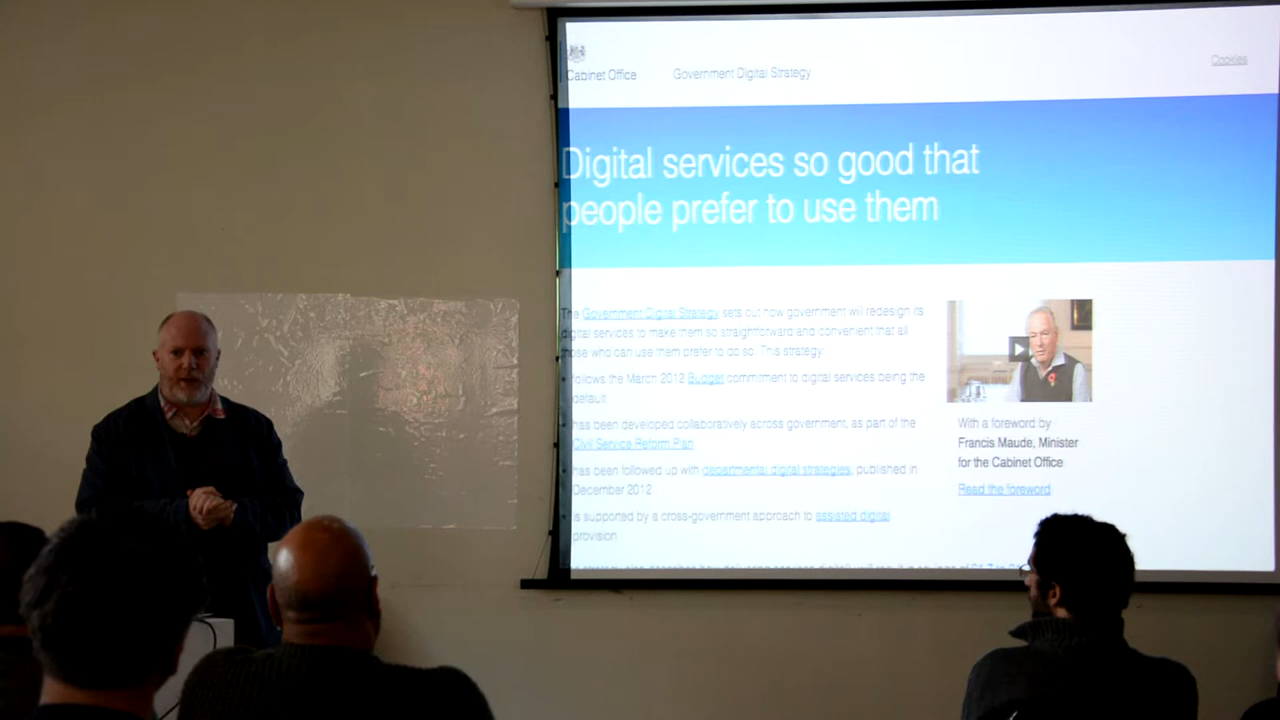 Cabinet Office
Government Digital Strategy
Cookies
Digital services so good that
people prefer to use them
The Government Digital Strategy sets out how government will redesign its
digital services to make them so straightforward and convenient that all
those who can use them prefer to do so. This strategy:
follows the March 2012 Budget commitment to digital services being the
default
has been developed collaboratively across government, as part of the
Civil Service Reform Plan
has been followed up with departmental digital strategies, published in
December 2012
is supported by a cross-government approach to assisted digital
provision
With a foreword by
Francis Maude, Minister
for the Cabinet Office
Read the foreword